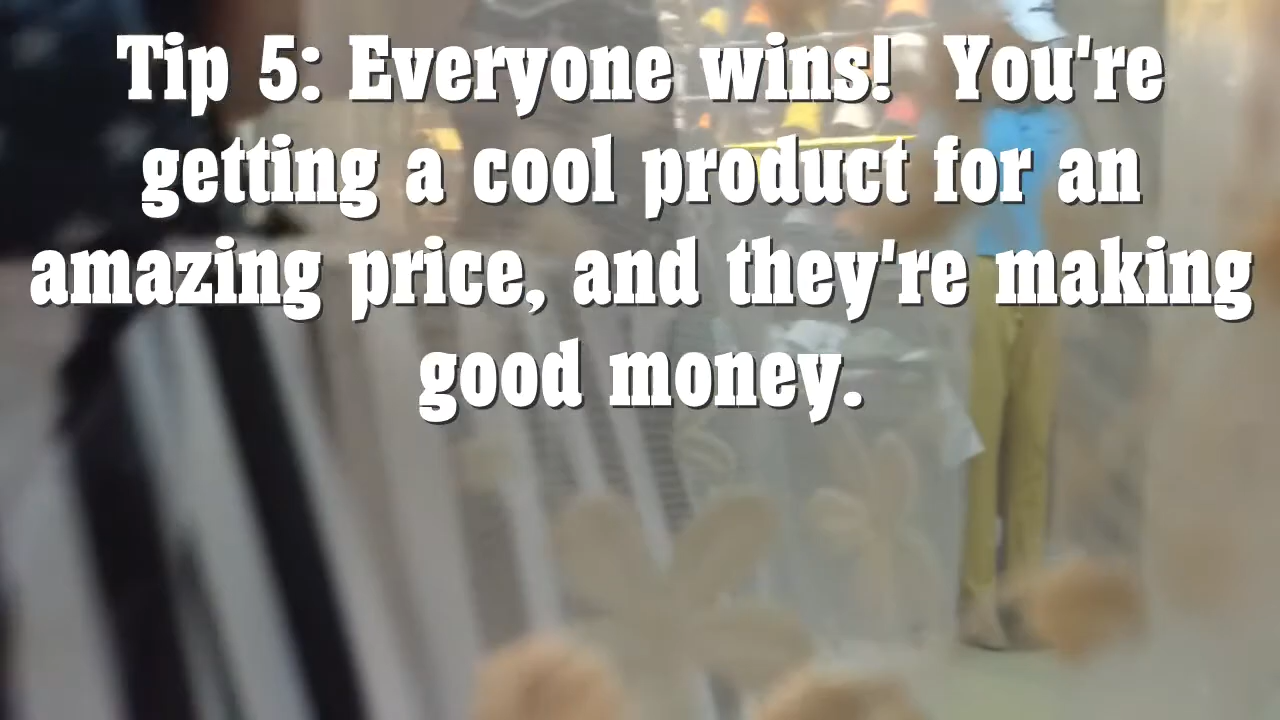 Tip 5: Everyone wins!  You're
getting a cool product for an
amazing price, and they're making
good money.